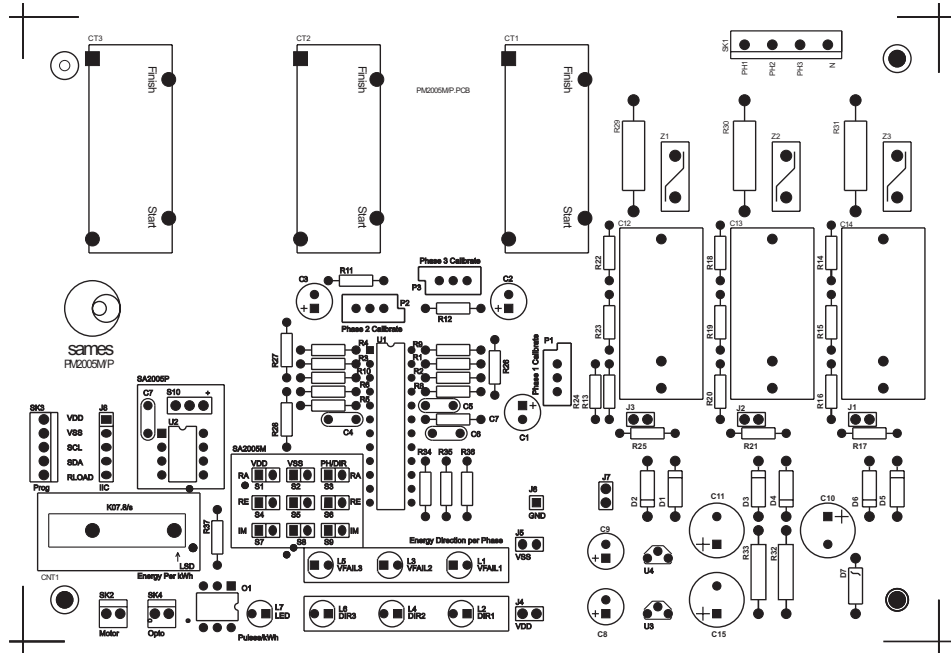 CT3
CT2
CT1
SK1
PH1
PH2
PH3
N
Finish
Finish
Finish
PM2005M/P.PCB
R29
R30
R31
Z1
Z2
Z3
Start
Start
Start
C12
C13
C14
R22
R18
R14
Phase 3 Calibrate
R11
C3
P3
C2
P2
R12
Phase 2 Calibrate
R23
R19
R15
sames
PM2005M/P
U1
P1
Phase 1 Calibrate
R27
R4
R3
R10
R6
R5
R9
R1
R2
R8
R26
SA2005P
C7
S10
+
U2
R24
R13
R20
R16
SK3
VDD
VSS
SCL
SDA
RLOAD
J8
Prog
IIC
R28
C4
C5
C7
C6
C1
J3
J2
J1
R25
R21
R17
SA2005M
VDD
VSS
PH/DIR
RA
S1
S2
S3
RA
RE
S4
S5
S6
RE
IM
S7
S8
S9
IM
R34
R35
R36
J6
GND
J7
D2
D1
C11
D3
D4
C10
D6
D5
K07.8/s
R37
LSD
Energy Per kWh
CNT1
Energy Direction per Phase
J5
VSS
C9
U4
R33
R32
D7
L5
VFAIL3
L3
VFAIL2
L1
VFAIL1
SK2
Motor
SK4
Opto
O1
Pulses/kWh
L7
LED
L6
DIR3
L4
DIR2
L2
DIR1
J4
VDD
C8
U3
C15